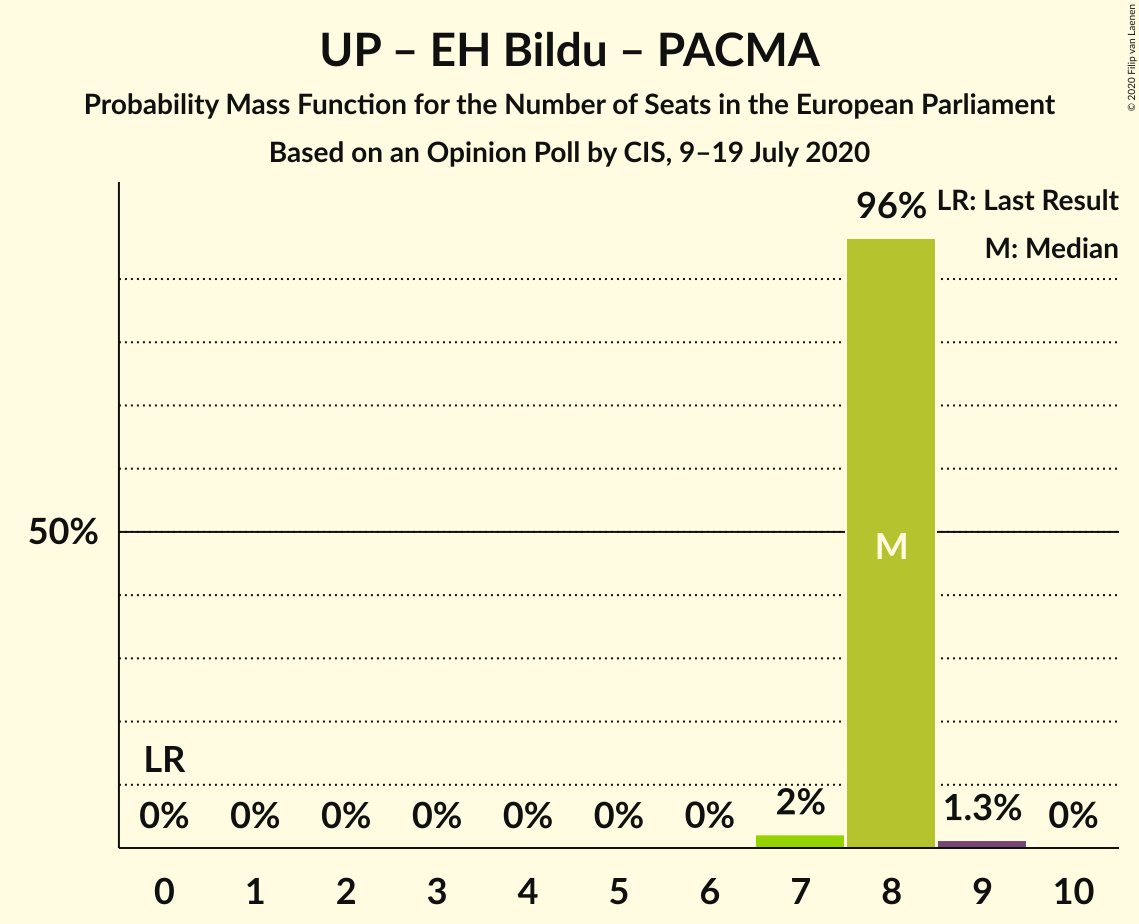 UP – EH Bildu – PACMA
Probability Mass Function for the Number of Seats in the European Parliament
Based on an Opinion Poll by CIS, 9–19 July 2020
© 2020 Filip van Laenen
LR: Last Result
M: Median
96%
50%
M
LR
0% 0% 0% 0% 0% 0% 0% 2% 1.3% 0%
0 1 2 3 4 5 6 7 8 9 10